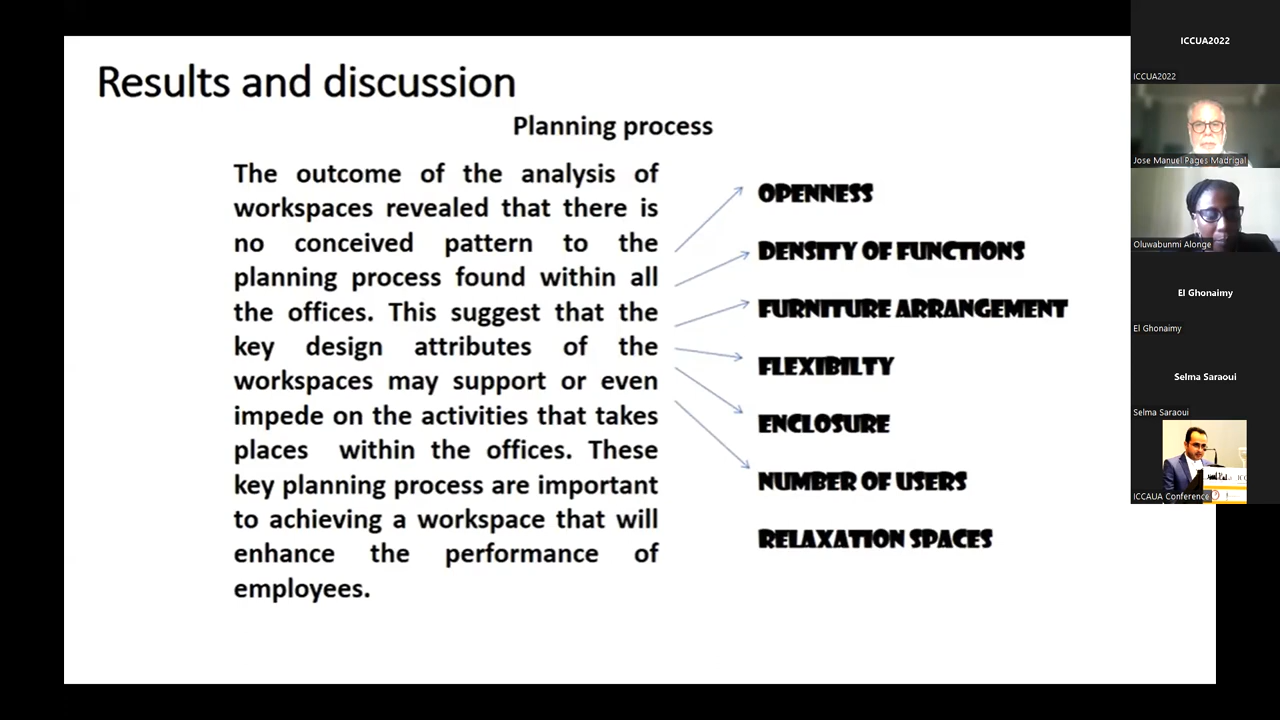 Results and discussion
Planning process
The outcome of the analysis of
workspaces revealed that there is
no conceived pattern to the
planning process found within all
the offices. This suggest that the
key design attributes of the
workspaces may support or even
impede on the activities that takes
places within the offices. These
key planning process are important
to achieving a workspace that will
enhance the performance of
employees.
OPENNESS
DENSITY OF FUNCTIONS
FURNITURE ARRANGEMENT
FLEXIBILTY
ENCLOSURE
NUMBER OF USERS
RELAXATION SPACES
ICCUA2022
ICCUA2022
Jose Manuel Pages Madrigal
Oluwabunmi Alonge
El Ghonaimy
El Ghonaimy
Selma Saraoui
Selma Saraoui
ICCAUA Conference